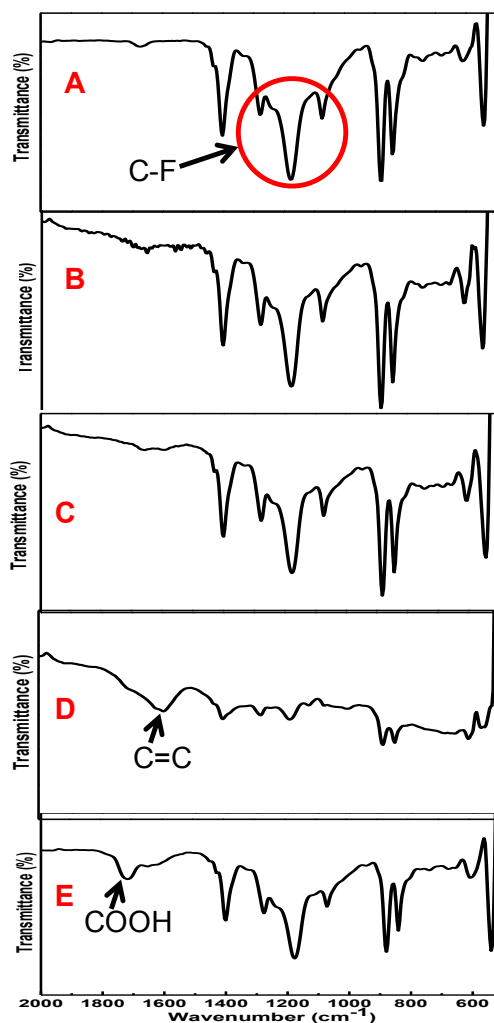 Transmittance (%)
A
C-F
Transmittance (%)
B
Transmittance (%)
C
Transmittance (%)
D
C=C
Transmittance (%)
E
COOH
2000 1800 1600 1400 1200 1000 800 600
Wavenumber (cm⁻¹)